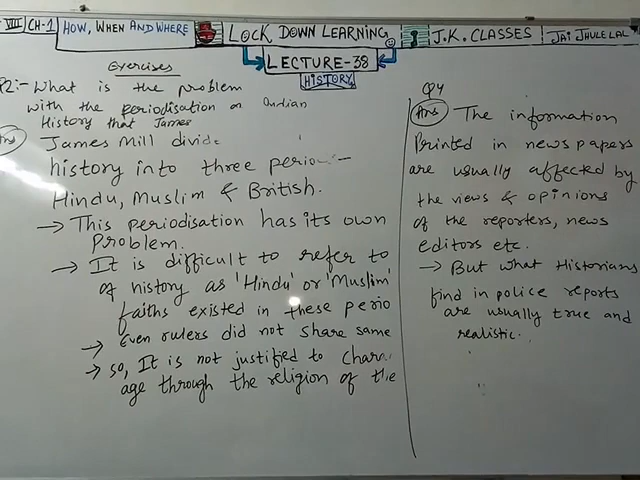 VIII CH-1 HOW, WHEN AND WHERE LOCK DOWN LEARNING J.K. CLASSES JAI JHULELAL
LECTURE-38
HISTORY
Exercises
Q2:- What is the problem
with the periodisation on Indian
History that James
Ans James Mill divide
history into three perio :-
Hindu, Muslim & British.
→ This periodisation has its own
Problem.
→ It is difficult to refer to
of history as 'Hindu' or 'Muslim'
faiths existed in these perio
→ Even rulers did not share same
→ so, It is not justified to chara
age through the religion of the
Q4
Ans The information
Printed in news papers
are usually affected by
the views & opinions
of the reporters, news
editors etc.
→ But what Historians
find in police reports
are usually true and
realistic.